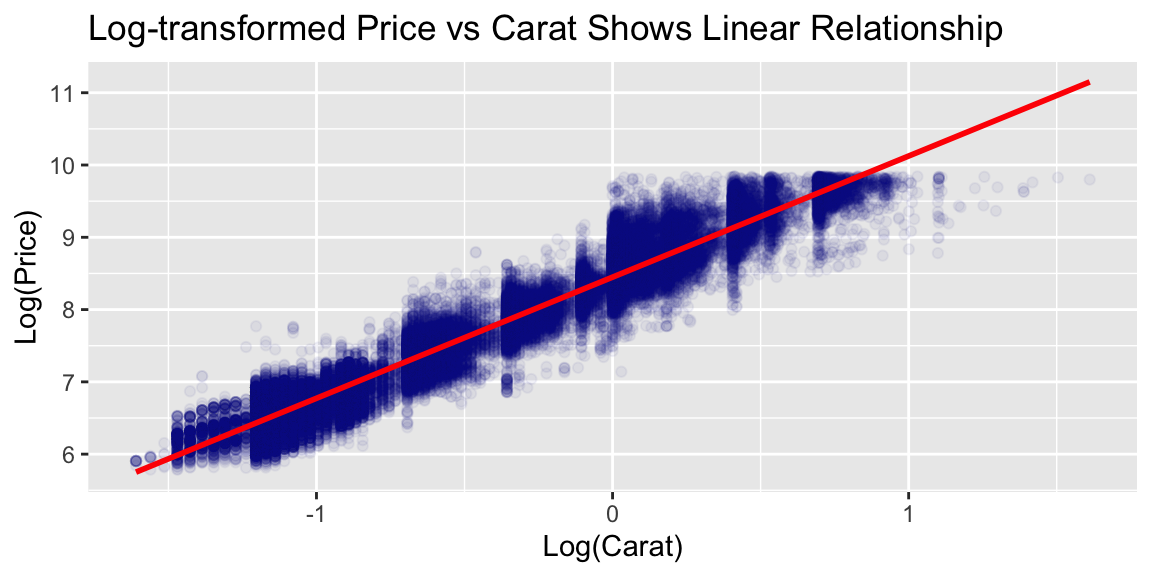 Log-transformed Price vs Carat Shows Linear Relationship
11
10
9
8
7
6
Log(Price)
-1 0 1
Log(Carat)